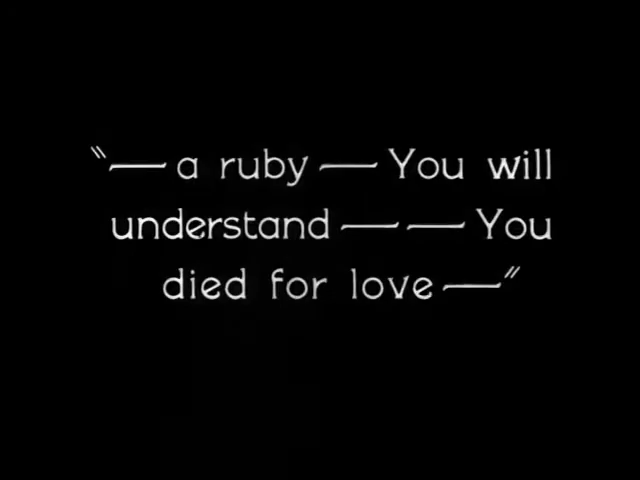 "— a ruby — You will
understand — — You
died for love —"